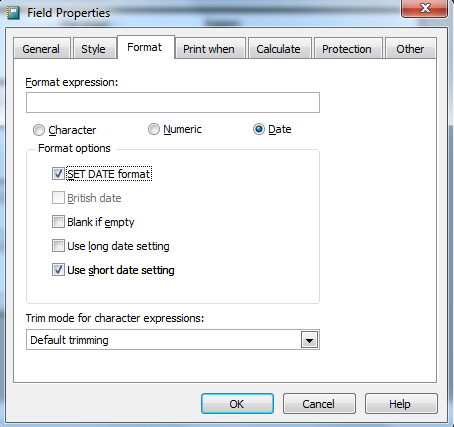 Field Properties
General Style Format Print when Calculate Protection Other
Format expression:
Character Numeric Date
Format options
SET DATE format
British date
Blank if empty
Use long date setting
Use short date setting
Trim mode for character expressions:
Default trimming
OK Cancel Help